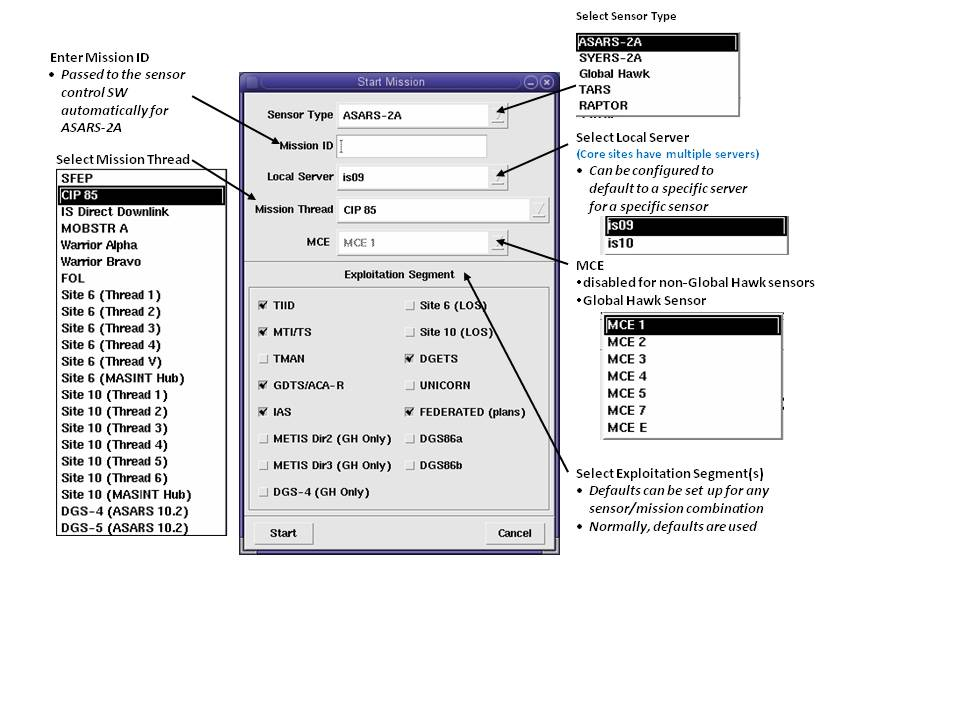 Select Sensor Type
ASARS-2A
SYERS-2A
Global Hawk
TARS
RAPTOR
Enter Mission ID
• Passed to the sensor
control SW
automatically for
ASARS-2A
Select Mission Thread
SFEP
CIP 85
IS Direct Downlink
MOBSTR A
Warrior Alpha
Warrior Bravo
FOL
Site 6 (Thread 1)
Site 6 (Thread 2)
Site 6 (Thread 3)
Site 6 (Thread 4)
Site 6 (Thread V)
Site 6 (MASINT Hub)
Site 10 (Thread 1)
Site 10 (Thread 2)
Site 10 (Thread 3)
Site 10 (Thread 4)
Site 10 (Thread 5)
Site 10 (Thread 6)
Site 10 (MASINT Hub)
DGS-4 (ASARS 10.2)
DGS-5 (ASARS 10.2)
Start Mission
Sensor Type ASARS-2A
Mission ID
Local Server is09
Mission Thread CIP 85
MCE MCE 1
Exploitation Segment
TIID Site 6 (LOS)
MTI/TS Site 10 (LOS)
TMAN DGETS
GDTS/ACA-R UNICORN
IAS FEDERATED (plans)
METIS Dir2 (GH Only) DGS86a
METIS Dir3 (GH Only) DGS86b
DGS-4 (GH Only)
Start Cancel
Select Local Server
(Core sites have multiple servers)
• Can be configured to
default to a specific server
for a specific sensor
is09
is10
MCE
•disabled for non-Global Hawk sensors
•Global Hawk Sensor
MCE 1
MCE 2
MCE 3
MCE 4
MCE 5
MCE 7
MCE E
Select Exploitation Segment(s)
• Defaults can be set up for any
sensor/mission combination
• Normally, defaults are used